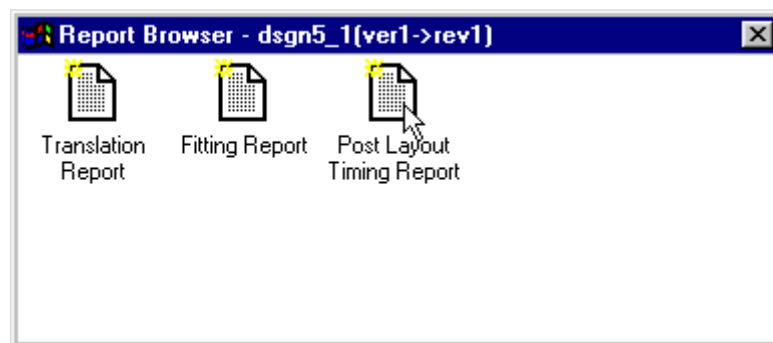 Report Browser - dsgn5_1(ver1->rev1)
Translation
Report
Fitting Report
Post Layout
Timing Report